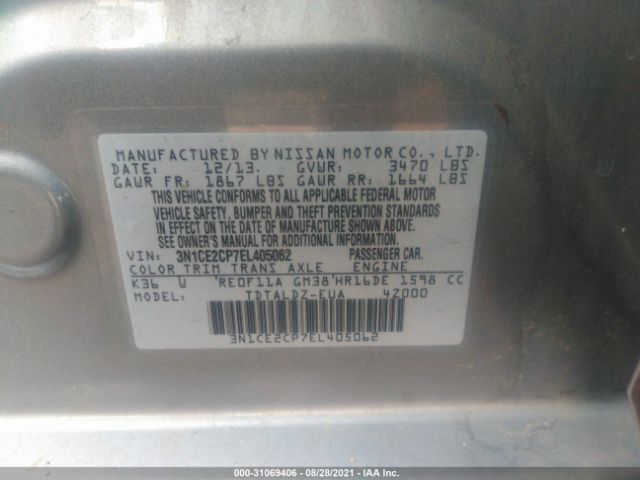 MANUFACTURED BY NISSAN MOTOR CO., LTD.
DATE: 12/13. GVWR: 3470 LBS
GAWR FR: 1867 LBS GAWR RR: 1664 LBS
THIS VEHICLE CONFORMS TO ALL APPLICABLE FEDERAL MOTOR
VEHICLE SAFETY, BUMPER AND THEFT PREVENTION STANDARDS
IN EFFECT ON THE DATE OF MANUFACTURE SHOWN ABOVE.
SEE OWNER'S MANUAL FOR ADDITIONAL INFORMATION.
VIN: 3N1CE2CP7EL405062 PASSENGER CAR.
COLOR TRIM TRANS AXLE ENGINE
K36 W 'RE0F11A GM38'HR16DE 1598 CC
MODEL: TDTALDZ-EUA 4Z000
3N1CE2CP7EL405062
000-31069406 - 08/28/2021 - IAA Inc.